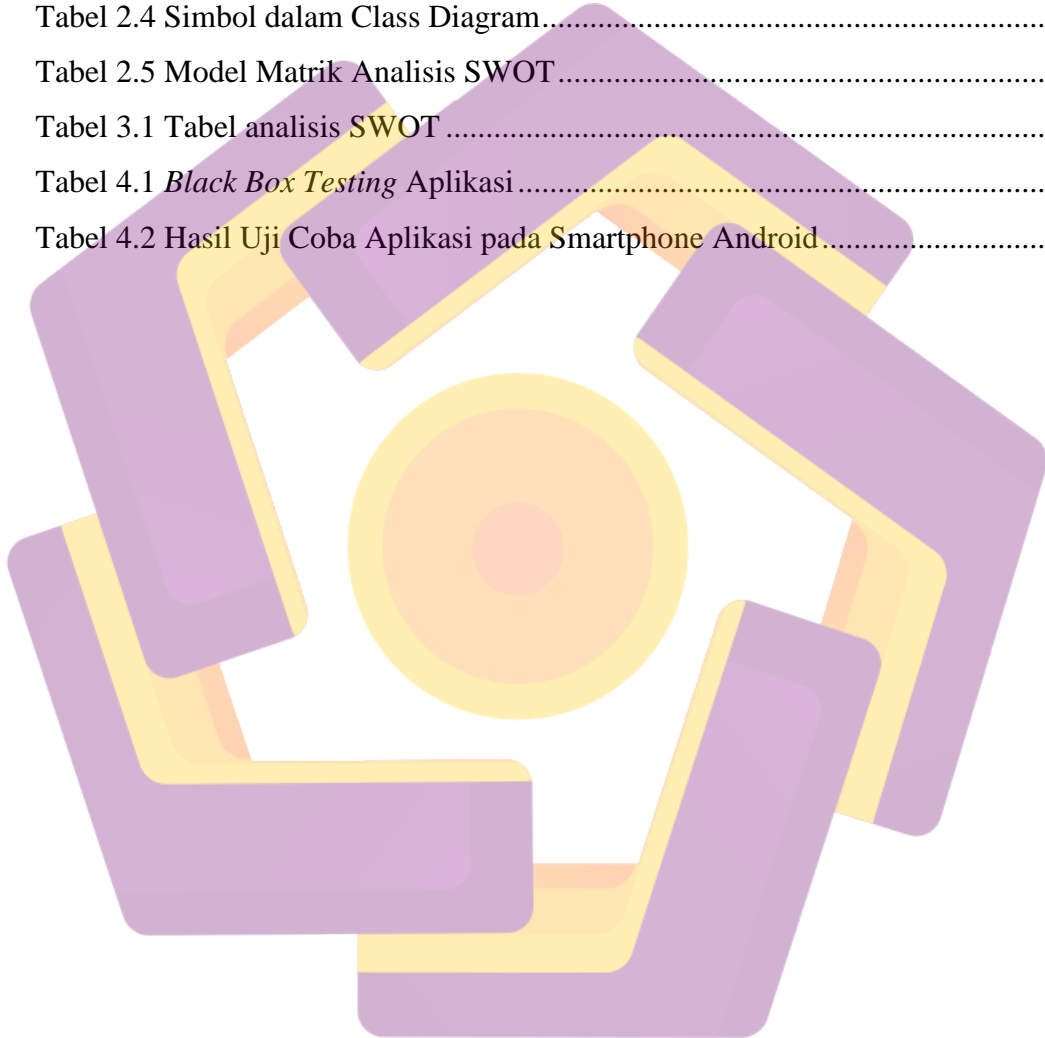 Tabel 2.4 Simbol dalam Class Diagram..............................................................
Tabel 2.5 Model Matrik Analisis SWOT............................................................
Tabel 3.1 Tabel analisis SWOT ..........................................................................
Tabel 4.1 Black Box Testing Aplikasi.................................................................
Tabel 4.2 Hasil Uji Coba Aplikasi pada Smartphone Android...........................